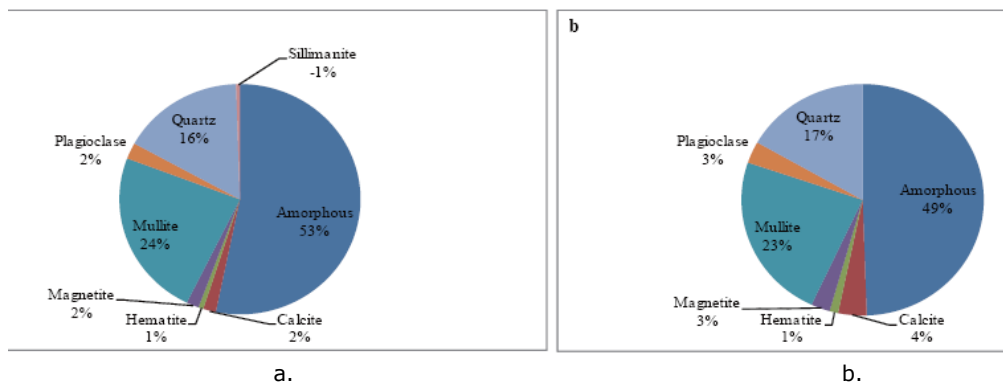 Sillimanite
-1%
Quartz
16%
Plagioclase
2%
Amorphous
53%
Mullite
24%
Magnetite
2%
Hematite
1%
Calcite
2%
a.
b
Quartz
17%
Plagioclase
3%
Amorphous
49%
Mullite
23%
Magnetite
3%
Hematite
1%
Calcite
4%
b.